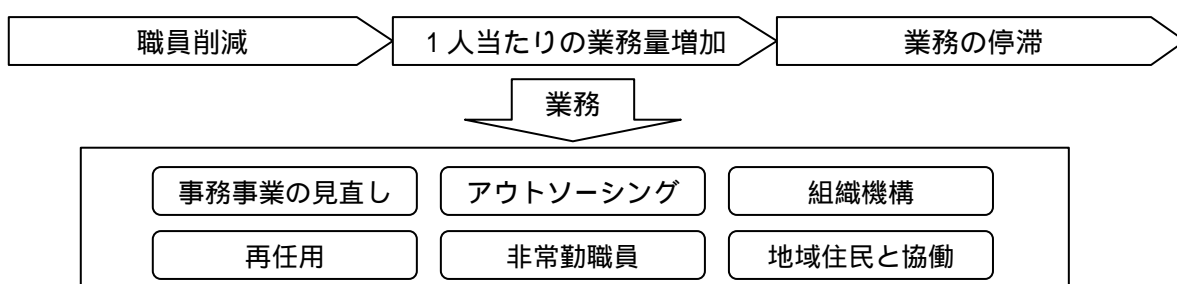 職員削減 1人当たりの業務量増加 業務の停滞
業務
事務事業の見直し アウトソーシング 組織機構
再任用 非常勤職員 地域住民と協働